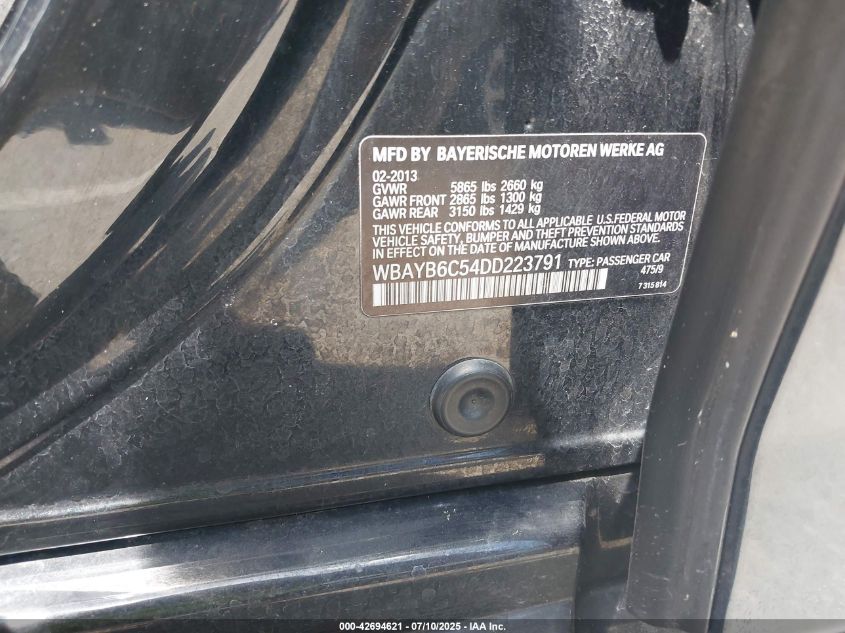 MFD BY BAYERISCHE MOTOREN WERKE AG
02-2013
GVWR 5865 lbs 2660 kg
GAWR FRONT 2865 lbs 1300 kg
GAWR REAR 3150 lbs 1429 kg
THIS VEHICLE CONFORMS TO ALL APPLICABLE U.S.FEDERAL MOTOR
VEHICLE SAFETY, BUMPER AND THEFT PREVENTION STANDARDS
IN EFFECT ON THE DATE OF MANUFACTURE SHOWN ABOVE.
WBAYB6C54DD223791 TYPE: PASSENGER CAR
475/9
7 315 814
000-42694621 - 07/10/2025 - IAA Inc.